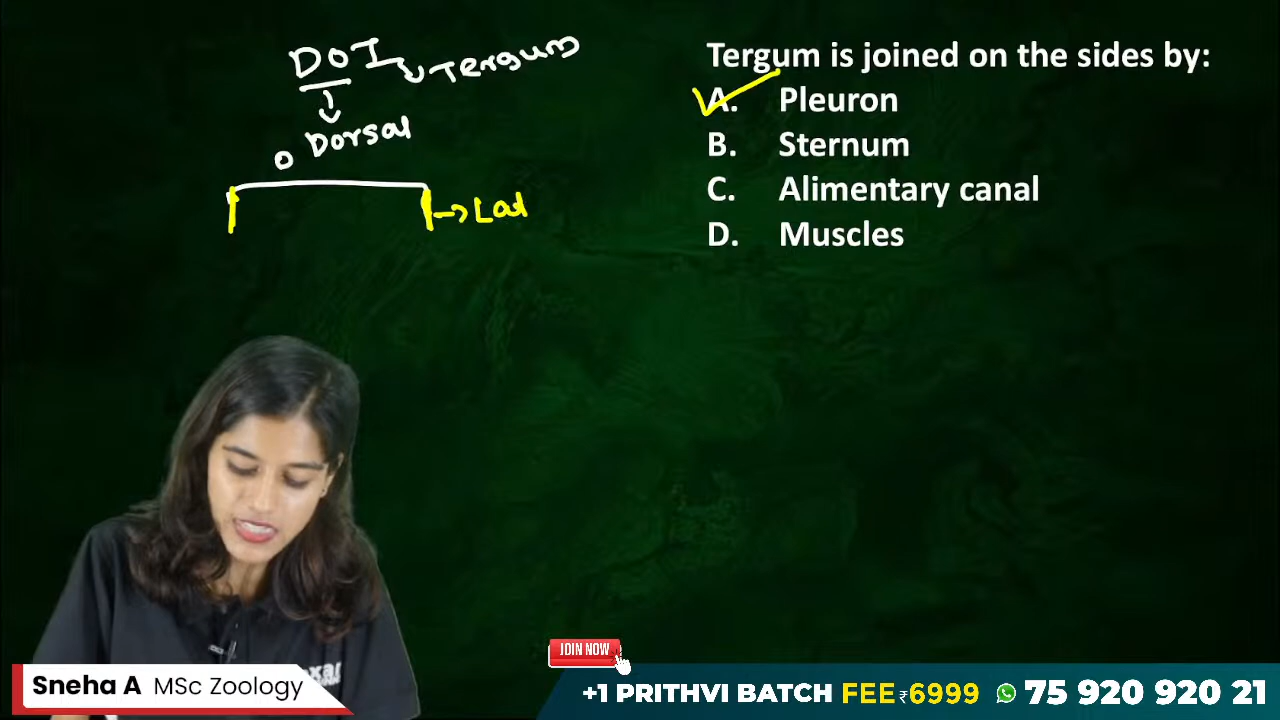 DOI Tergum
Dorsal
Lat
Tergum is joined on the sides by:
A. Pleuron
B. Sternum
C. Alimentary canal
D. Muscles
Sneha A MSc Zoology
JOIN NOW
+1 PRITHVI BATCH FEE ₹6999 75 920 920 21